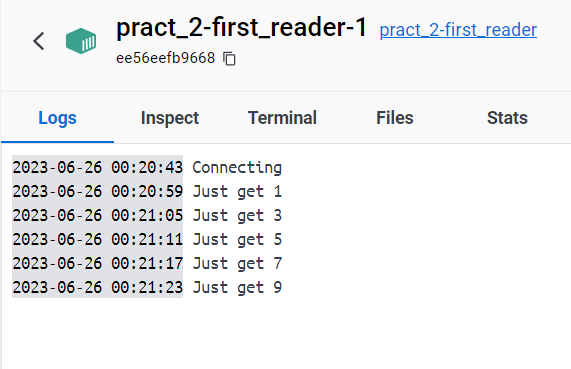 pract_2-first_reader-1 pract_2-first_reader
ee56eefb9668
Logs Inspect Terminal Files Stats
2023-06-26 00:20:43 Connecting
2023-06-26 00:20:59 Just get 1
2023-06-26 00:21:05 Just get 3
2023-06-26 00:21:11 Just get 5
2023-06-26 00:21:17 Just get 7
2023-06-26 00:21:23 Just get 9